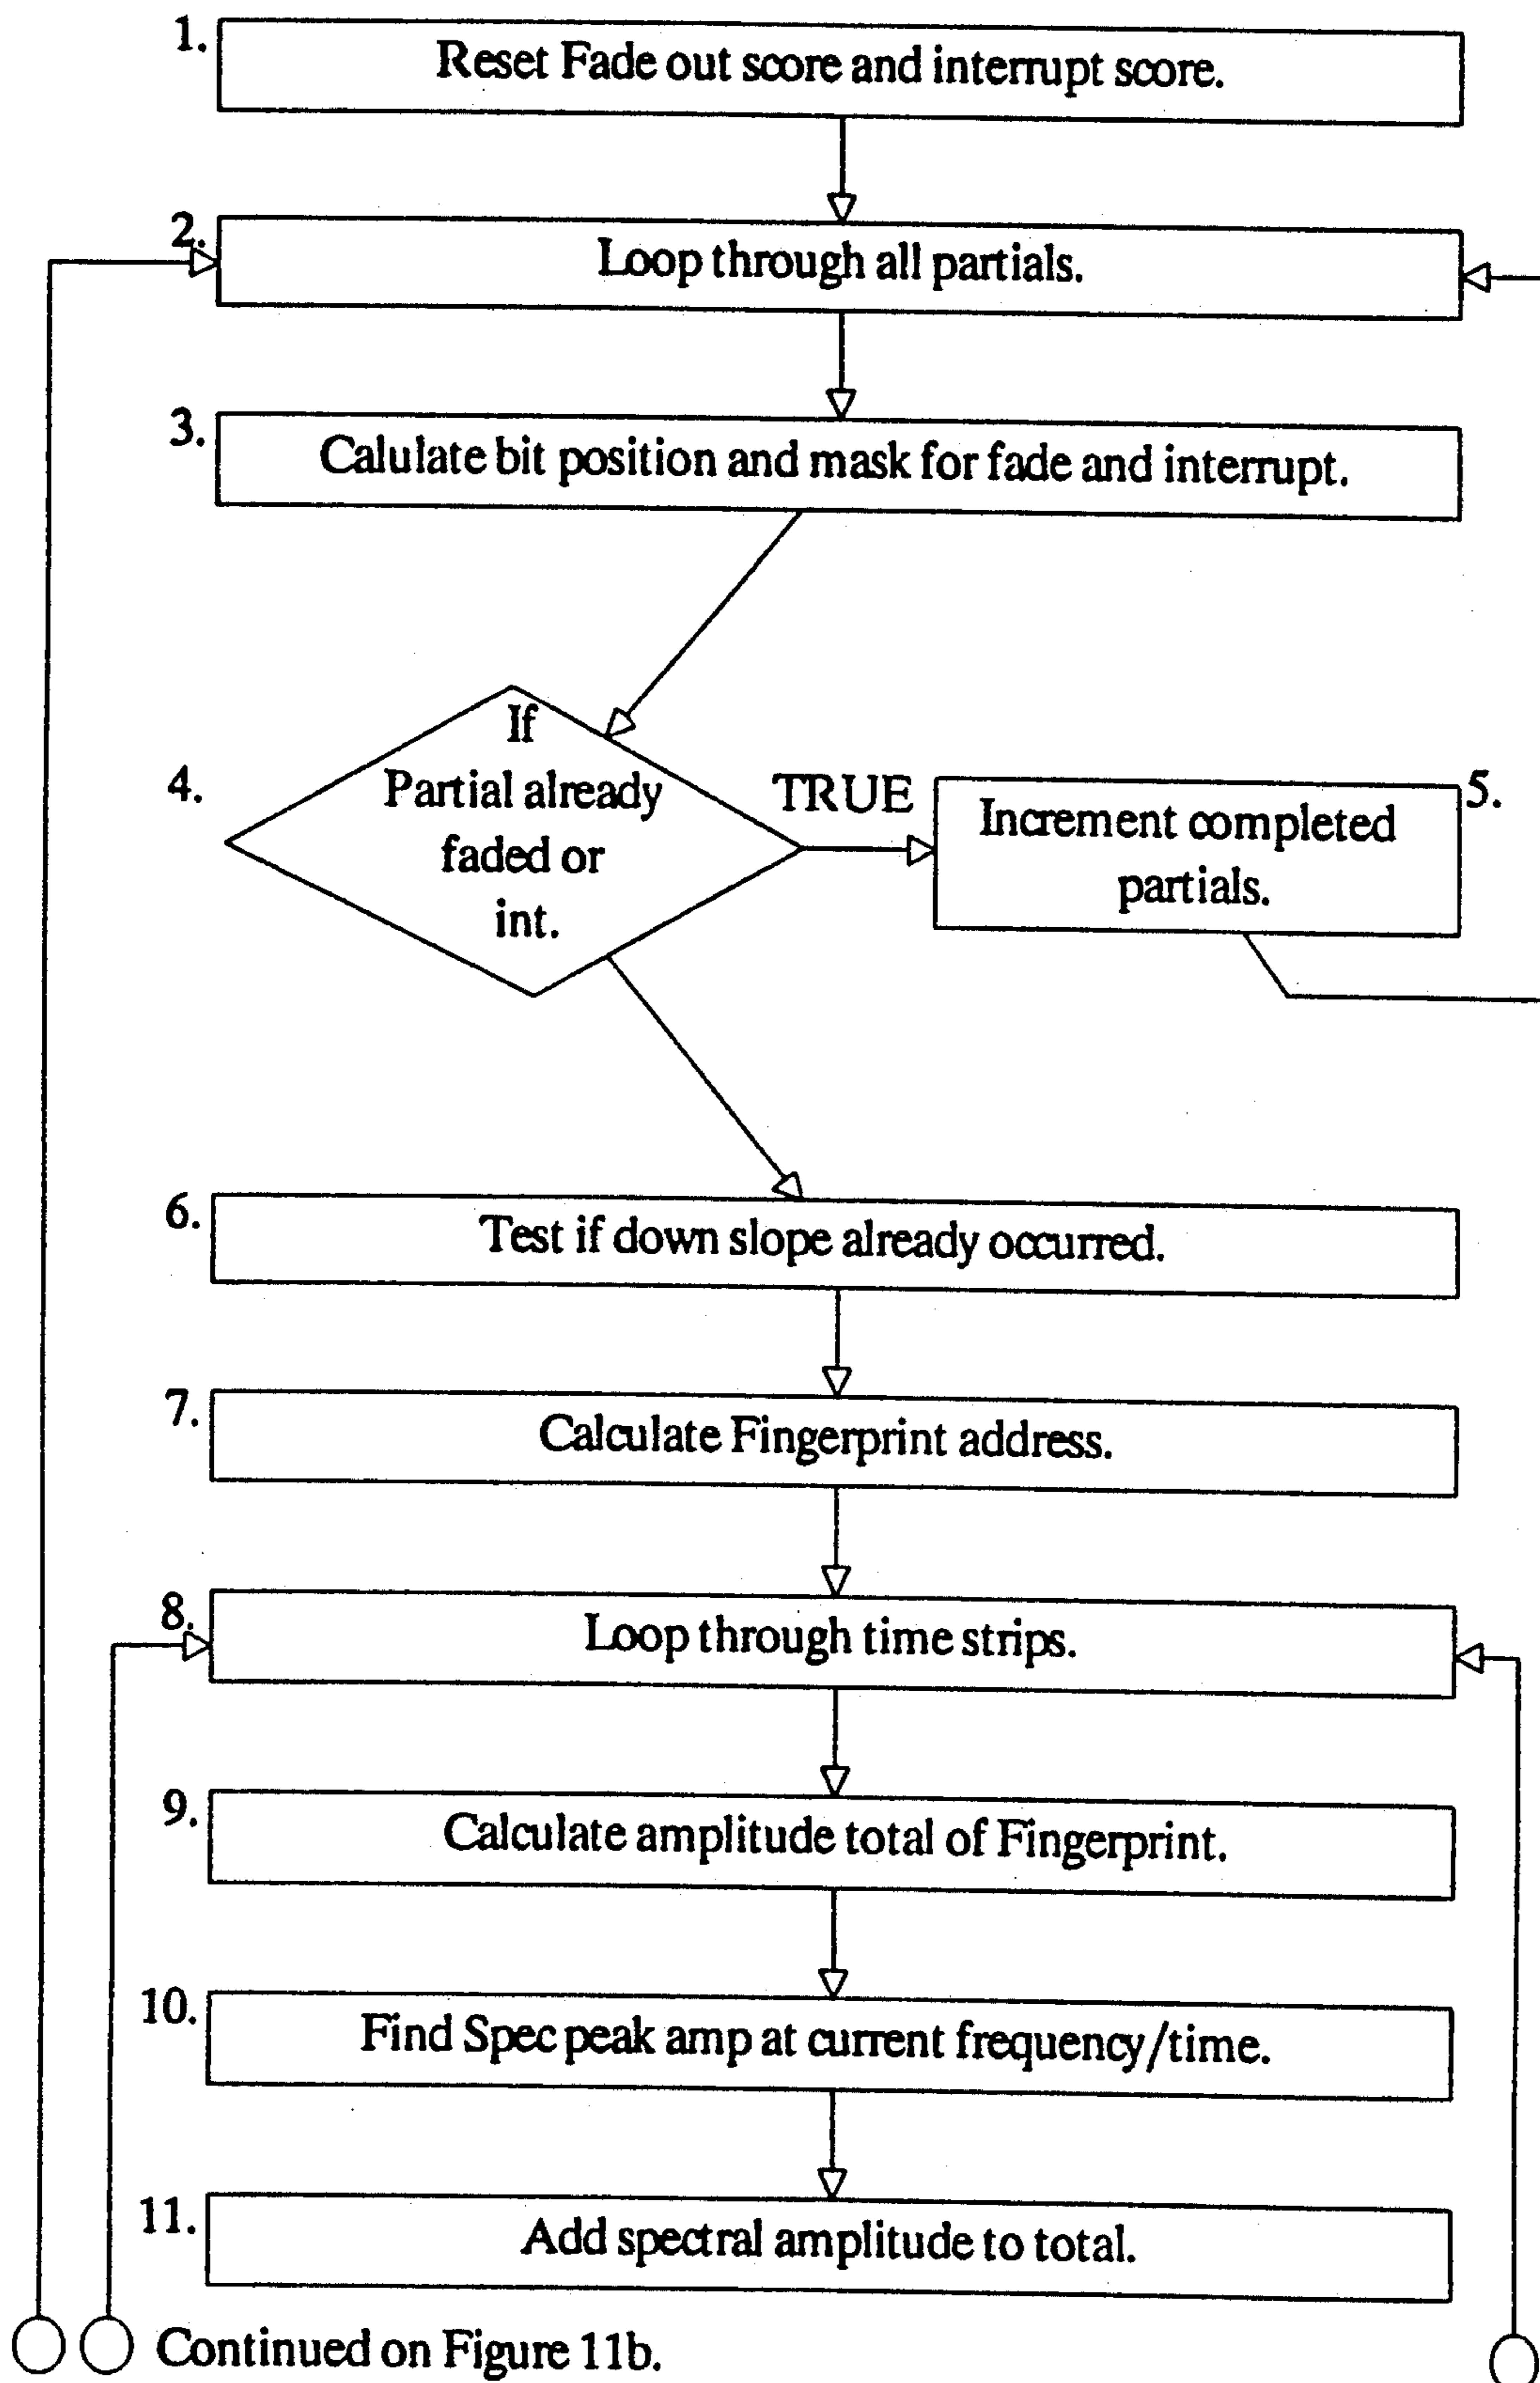 1.
Reset Fade out score and interrupt score.
2.
Loop through all partials.
3.
Calulate bit position and mask for fade and interrupt.
4.
If
Partial already
faded or
int.
TRUE
5.
Increment completed
partials.
6.
Test if down slope already occurred.
7.
Calculate Fingerprint address.
8.
Loop through time strips.
9.
Calculate amplitude total of Fingerprint.
10.
Find Spec peak amp at current frequency/time.
11.
Add spectral amplitude to total.
Continued on Figure 11b.